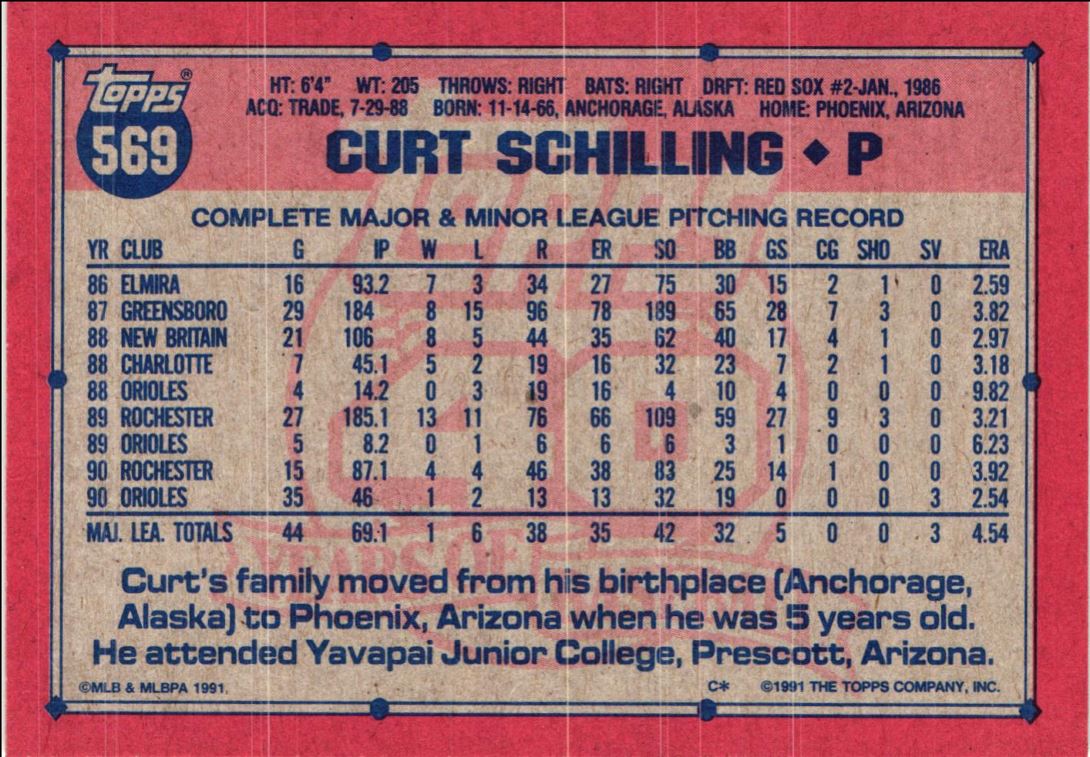 Topps®
569
HT: 6'4" WT: 205 THROWS: RIGHT BATS: RIGHT DRFT: RED SOX #2-JAN., 1986
ACQ: TRADE, 7-29-88 BORN: 11-14-66, ANCHORAGE, ALASKA HOME: PHOENIX, ARIZONA
CURT SCHILLING ◆ P
COMPLETE MAJOR & MINOR LEAGUE PITCHING RECORD
YR CLUB G IP W L R ER SO BB GS CG SHO SV ERA
86 ELMIRA 16 93.2 7 3 34 27 75 30 15 2 1 0 2.59
87 GREENSBORO 29 184 8 15 96 78 189 65 28 7 3 0 3.82
88 NEW BRITAIN 21 106 8 5 44 35 62 40 17 4 1 0 2.97
88 CHARLOTTE 7 45.1 5 2 19 16 32 23 7 2 1 0 3.18
88 ORIOLES 4 14.2 0 3 19 16 4 10 4 0 0 0 9.82
89 ROCHESTER 27 185.1 13 11 76 66 109 59 27 9 3 0 3.21
89 ORIOLES 5 8.2 0 1 6 6 6 3 1 0 0 0 6.23
90 ROCHESTER 15 87.1 4 4 46 38 83 25 14 1 0 0 3.92
90 ORIOLES 35 46 1 2 13 13 32 19 0 0 0 3 2.54
MAJ. LEA. TOTALS 44 69.1 1 6 38 35 42 32 5 0 0 3 4.54
Curt's family moved from his birthplace (Anchorage,
Alaska) to Phoenix, Arizona when he was 5 years old.
He attended Yavapai Junior College, Prescott, Arizona.
©MLB & MLBPA 1991. C* ©1991 THE TOPPS COMPANY, INC.